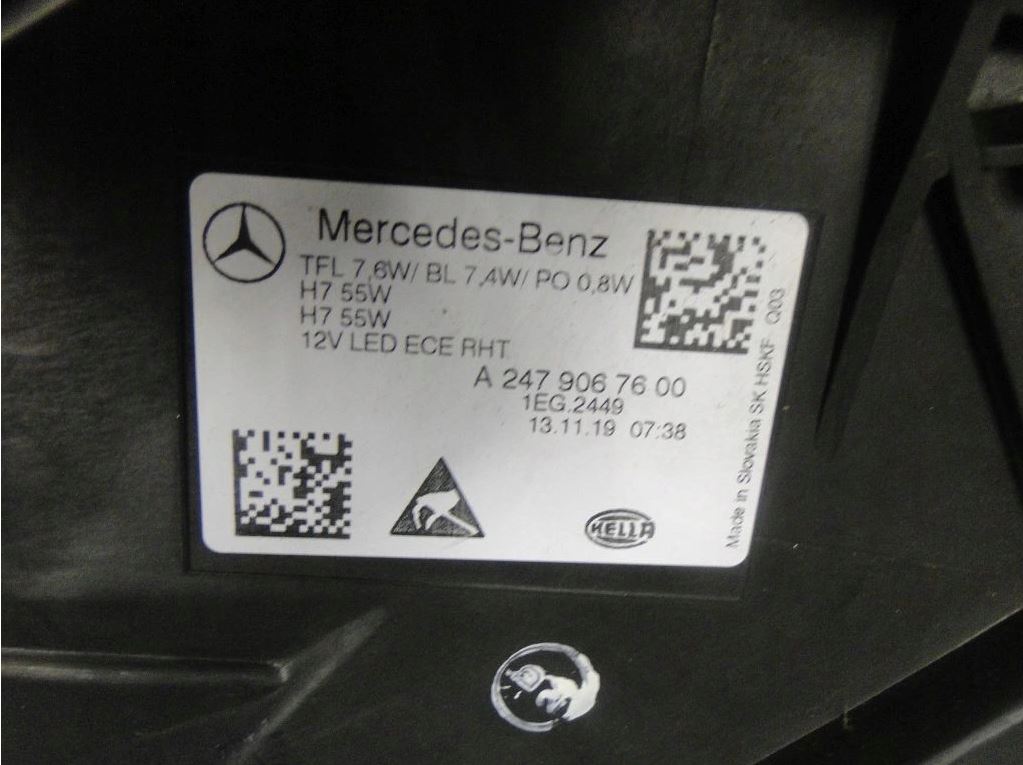 Mercedes-Benz
TFL 7,6W/ BL 7,4W/ PO 0,8W
H7 55W
H7 55W
12V LED ECE RHT
A 247 906 76 00
1EG.2449
13.11.19 07:38
HELLA
Made in Slovakia SK HSKF Q03